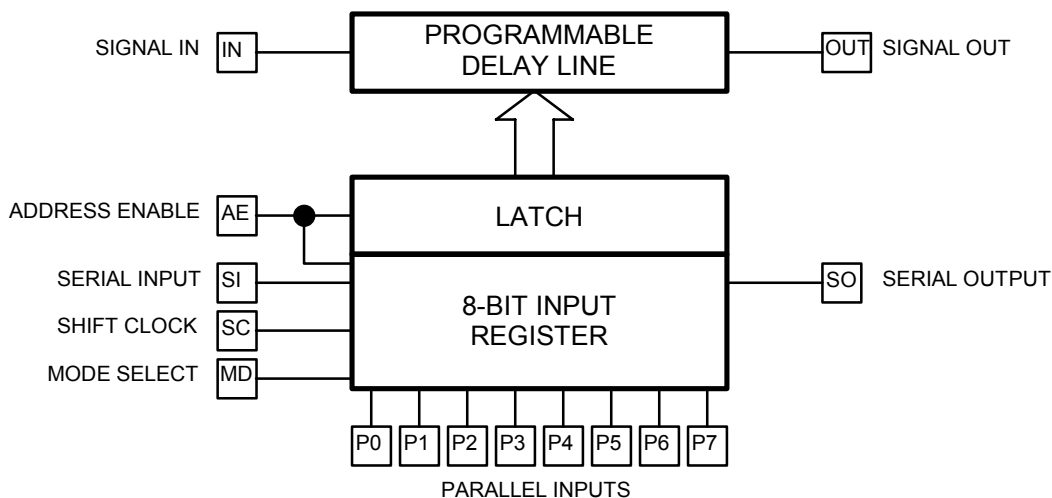 SIGNAL IN IN PROGRAMMABLE DELAY LINE OUT SIGNAL OUT
ADDRESS ENABLE AE LATCH
SERIAL INPUT SI SO SERIAL OUTPUT
8-BIT INPUT
REGISTER
SHIFT CLOCK SC
MODE SELECT MD
P0 P1 P2 P3 P4 P5 P6 P7
PARALLEL INPUTS